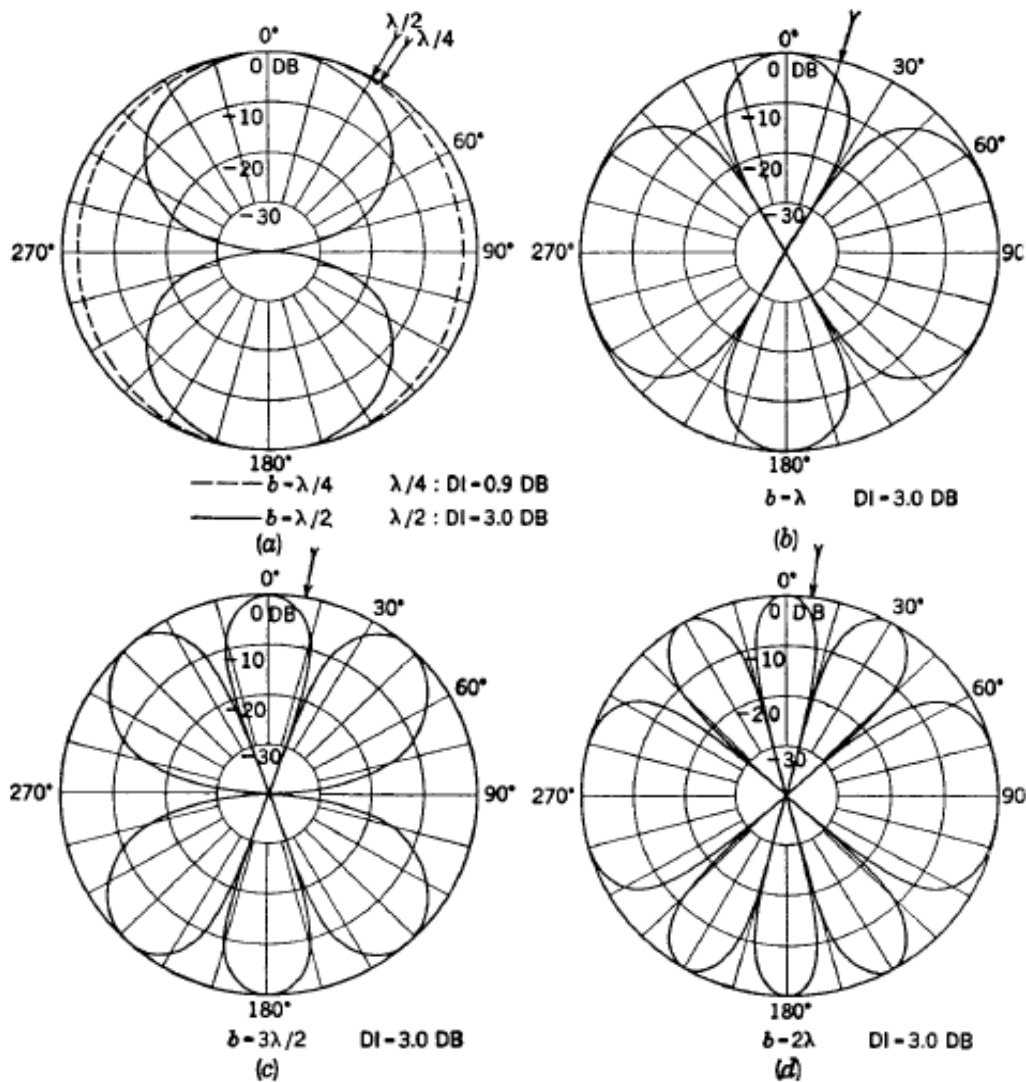 λ/2
λ/4
0°
0 DB
-10
-20
-30
60°
270°
90°
180°
b=λ/4 λ/4 : DI=0.9 DB
b=λ/2 λ/2 : DI=3.0 DB
(a)
0°
0 DB
-10
-20
-30
30°
60°
270°
90
180°
b=λ DI=3.0 DB
(b)
0°
0 DB
-10
-20
-30
30°
60°
270°
90°
180°
b=3λ/2 DI=3.0 DB
(c)
0°
0 DB
-10
-20
-30
30°
60°
270°
90
180°
b=2λ DI=3.0 DB
(d)